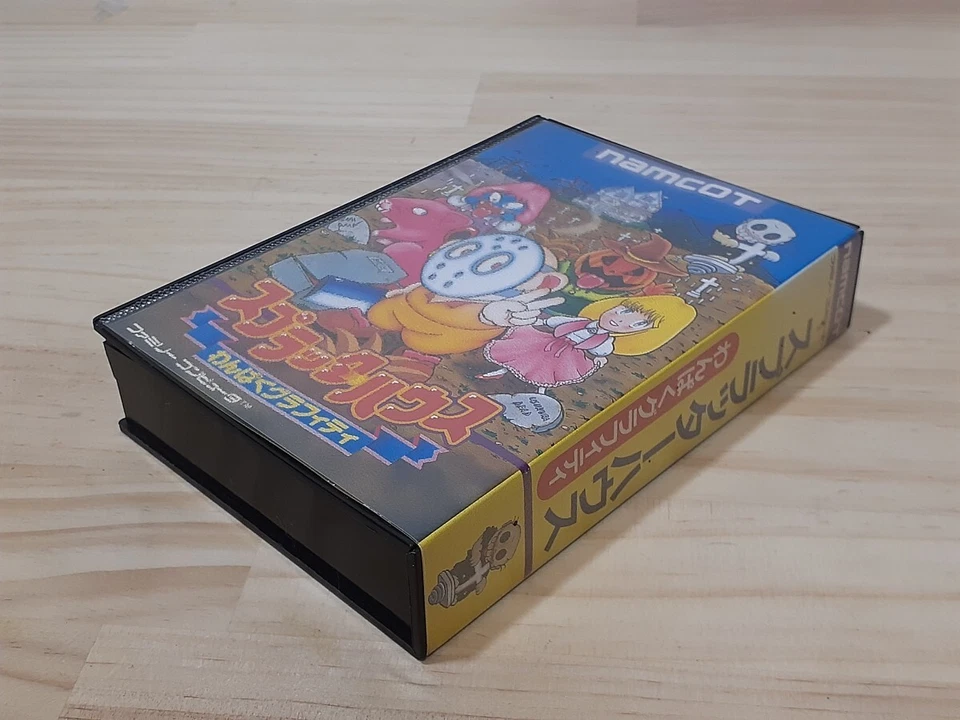 namcot
スプラッターハウス
わんぱくグラフィティ
ファミリー コンピュータ
スプラッターハウス
わんぱくグラフィティ